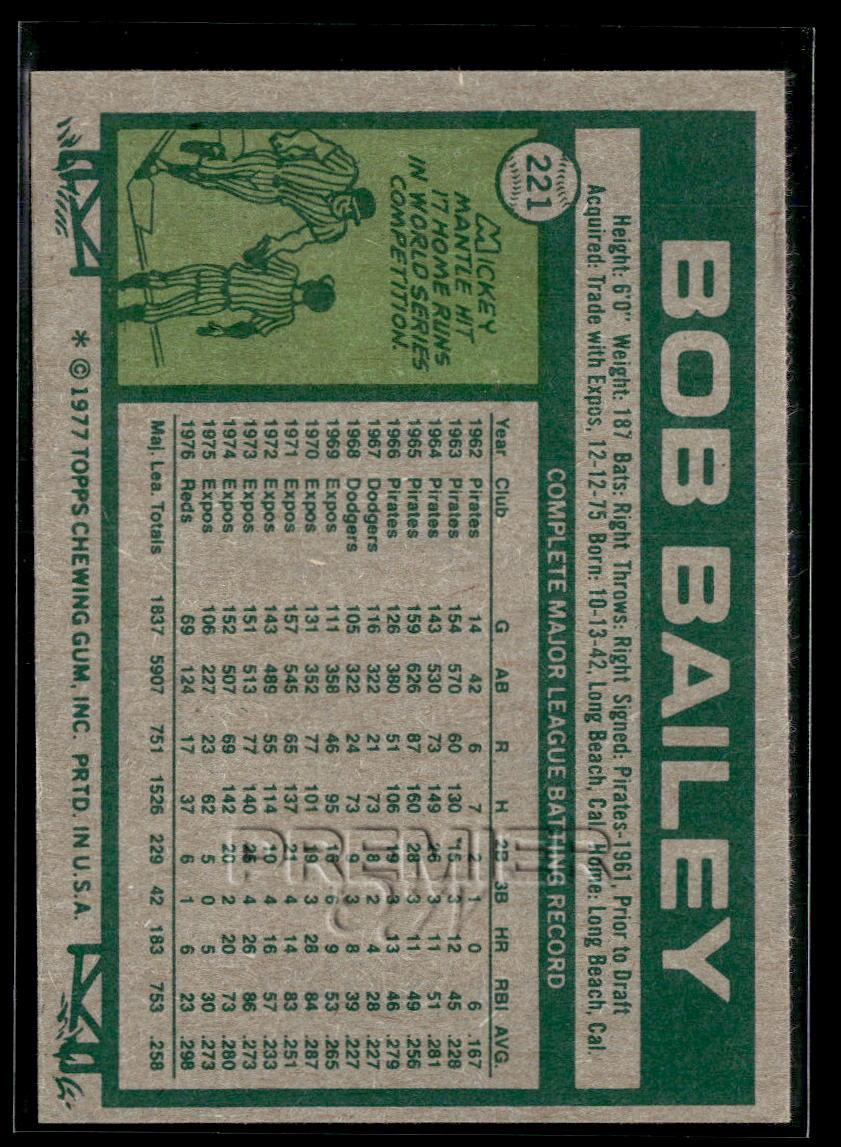 BOB BAILEY
Height: 6'0" Weight: 187 Bats: Right Throws: Right Signed: Pirates-1961, Prior to Draft
Acquired: Trade with Expos, 12-12-75 Born: 10-13-42, Long Beach, Cal. Home: Long Beach, Cal.
221
MICKEY
MANTLE HIT
17 HOME RUNS
IN WORLD SERIES
COMPETITION.
COMPLETE MAJOR LEAGUE BATTING RECORD
Year Club G AB R H 2B 3B HR RBI AVG.
1962 Pirates 14 42 6 7 2 1 0 6 .167
1963 Pirates 154 570 60 130 15 3 12 45 .228
1964 Pirates 143 530 73 149 26 3 11 51 .281
1965 Pirates 159 626 87 160 28 3 11 49 .256
1966 Pirates 126 380 51 106 19 3 13 46 .279
1967 Dodgers 116 322 21 73 8 2 4 28 .227
1968 Dodgers 105 322 24 73 9 3 8 39 .227
1969 Expos 111 358 46 95 16 6 9 53 .265
1970 Expos 131 352 77 101 19 3 28 84 .287
1971 Expos 157 545 65 137 21 4 14 83 .251
1972 Expos 143 489 55 114 10 4 16 57 .233
1973 Expos 151 513 77 140 25 4 26 86 .273
1974 Expos 152 507 69 142 20 2 20 73 .280
1975 Expos 106 227 23 62 5 0 5 30 .273
1976 Reds 69 124 17 37 6 1 6 23 .298
Maj. Lea. Totals 1837 5907 751 1526 229 42 183 753 .258
* © 1977 TOPPS CHEWING GUM, INC. PRTD. IN U.S.A.
PREMIER